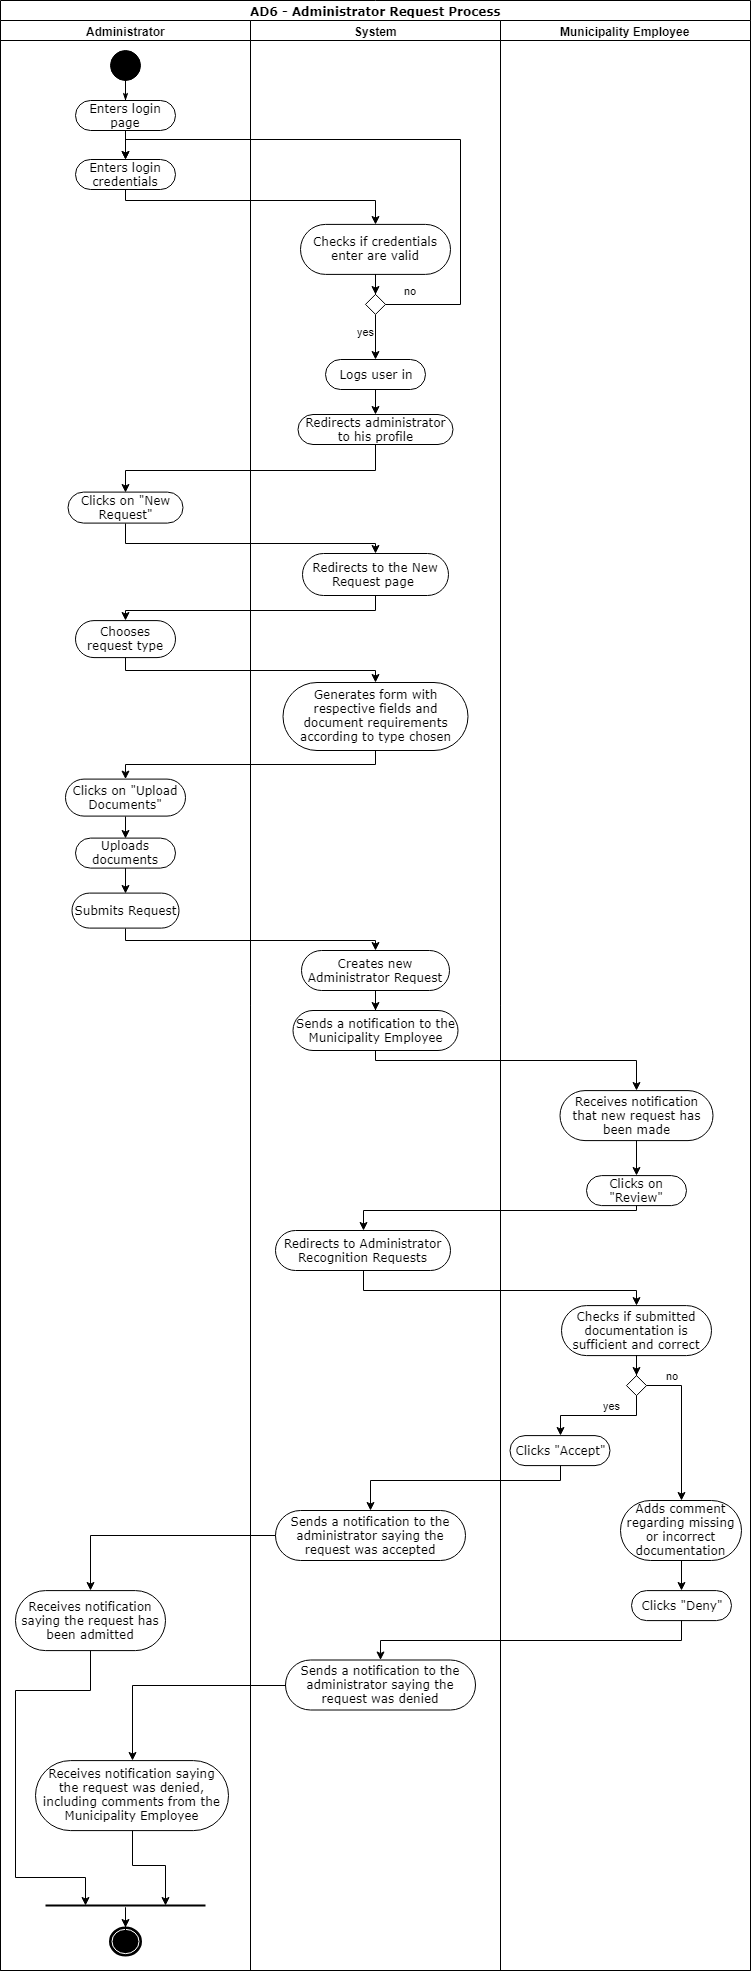 AD6 - Administrator Request Process
Administrator
System
Municipality Employee
Enters login
page
Enters login
credentials
Checks if credentials
enter are valid
no
yes
Logs user in
Redirects administrator
to his profile
Clicks on "New
Request"
Redirects to the New
Request page
Chooses
request type
Generates form with
respective fields and
document requirements
according to type chosen
Clicks on "Upload
Documents"
Uploads
documents
Submits Request
Creates new
Administrator Request
Sends a notification to the
Municipality Employee
Receives notification
that new request has
been made
Clicks on
"Review"
Redirects to Administrator
Recognition Requests
Checks if submitted
documentation is
sufficient and correct
no
yes
Clicks "Accept"
Adds comment
regarding missing
or incorrect
documentation
Sends a notification to the
administrator saying the
request was accepted
Receives notification
saying the request has
been admitted
Clicks "Deny"
Sends a notification to the
administrator saying the
request was denied
Receives notification saying
the request was denied,
including comments from the
Municipality Employee